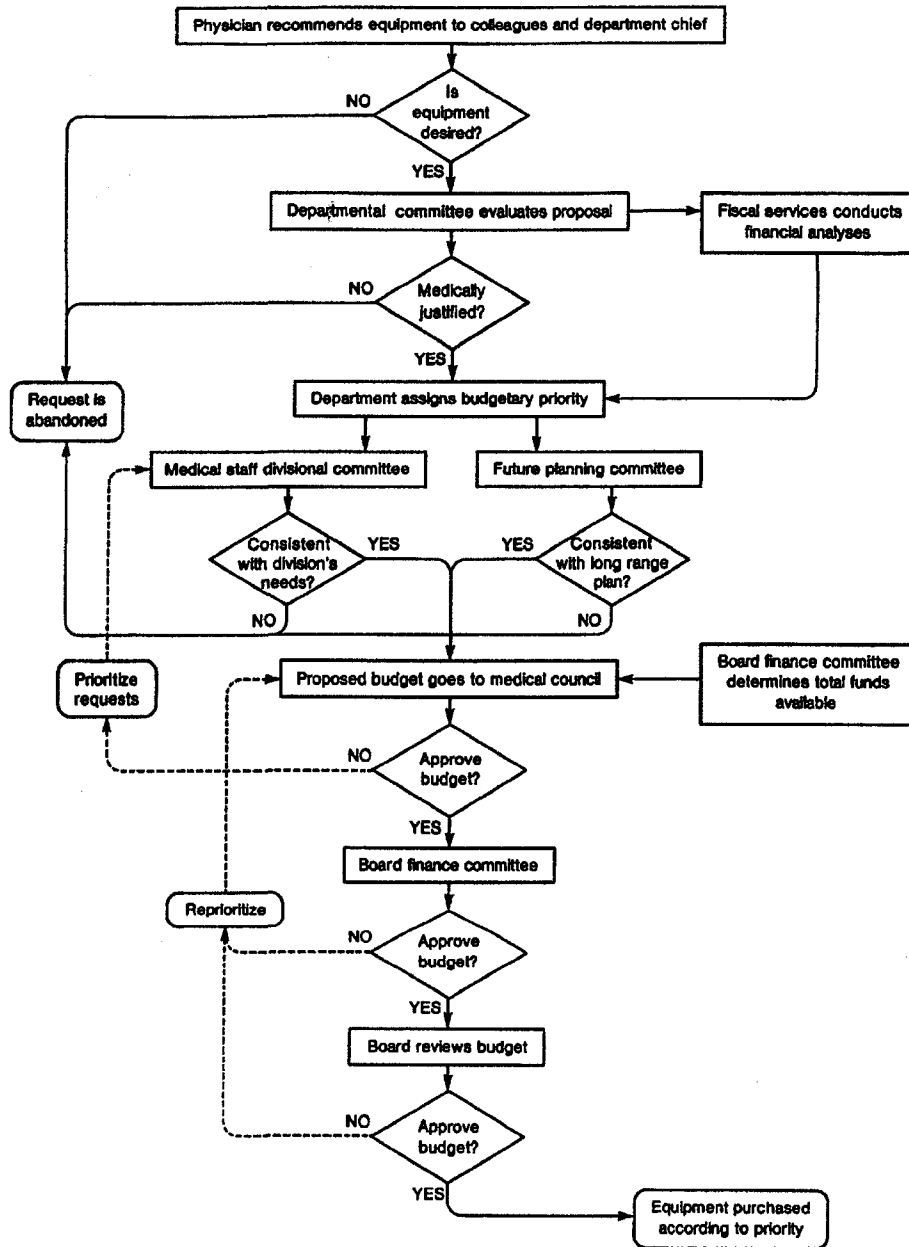 Physician recommends equipment to colleagues and department chief
NO
Is
equipment
desired?
YES
Departmental committee evaluates proposal
Fiscal services conducts
financial analyses
NO
Medically
justified?
YES
Request is
abandoned
Department assigns budgetary priority
Medical staff divisional committee
Future planning committee
Consistent
with division's
needs?
YES
YES
Consistent
with long range
plan?
NO
NO
Prioritize
requests
Proposed budget goes to medical council
Board finance committee
determines total funds
available
NO
Approve
budget?
YES
Board finance committee
Reprioritize
NO
Approve
budget?
YES
Board reviews budget
NO
Approve
budget?
YES
Equipment purchased
according to priority